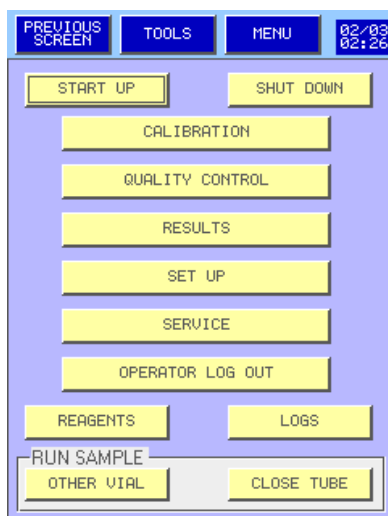 PREVIOUS
SCREEN
TOOLS
MENU
02/03
02:26
START UP
SHUT DOWN
CALIBRATION
QUALITY CONTROL
RESULTS
SET UP
SERVICE
OPERATOR LOG OUT
REAGENTS
LOGS
RUN SAMPLE
OTHER VIAL
CLOSE TUBE